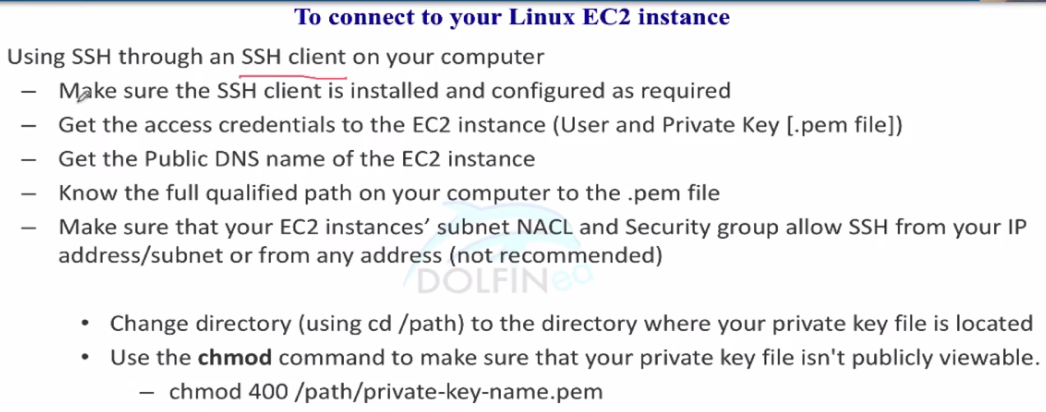 To connect to your Linux EC2 instance
Using SSH through an SSH client on your computer
– Make sure the SSH client is installed and configured as required
– Get the access credentials to the EC2 instance (User and Private Key [.pem file])
– Get the Public DNS name of the EC2 instance
– Know the full qualified path on your computer to the .pem file
– Make sure that your EC2 instances’ subnet NACL and Security group allow SSH from your IP
address/subnet or from any address (not recommended)
DOLFINed
• Change directory (using cd /path) to the directory where your private key file is located
• Use the chmod command to make sure that your private key file isn't publicly viewable.
– chmod 400 /path/private-key-name.pem